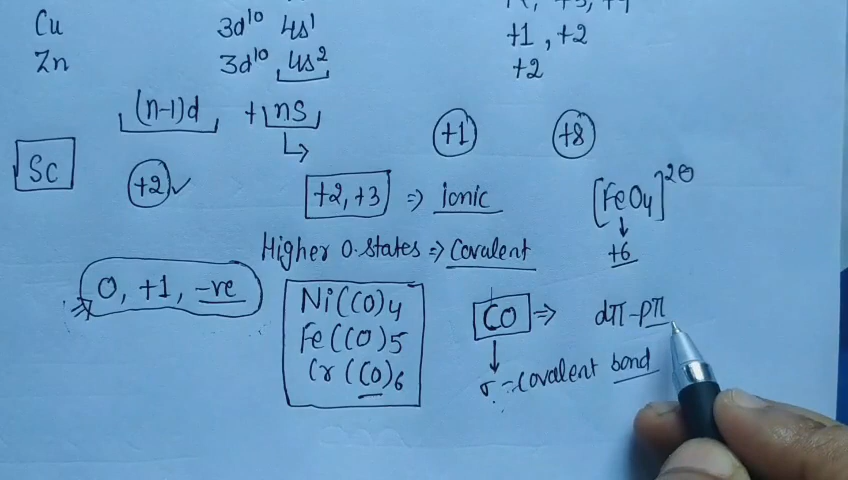 Cu 3d¹⁰ 4s¹ +1, +2
Zn 3d¹⁰ 4s² +2
(n-1)d + ns
+1 +8
Sc
+2 ✓ +2, +3 ⇒ ionic [FeO4]²⊖
Higher O.states ⇒ Covalent +6
⇒ 0, +1, -ve
Ni(CO)4
Fe(CO)5
Cr(CO)6
CO ⇒ dπ-pπ
σ-covalent bond